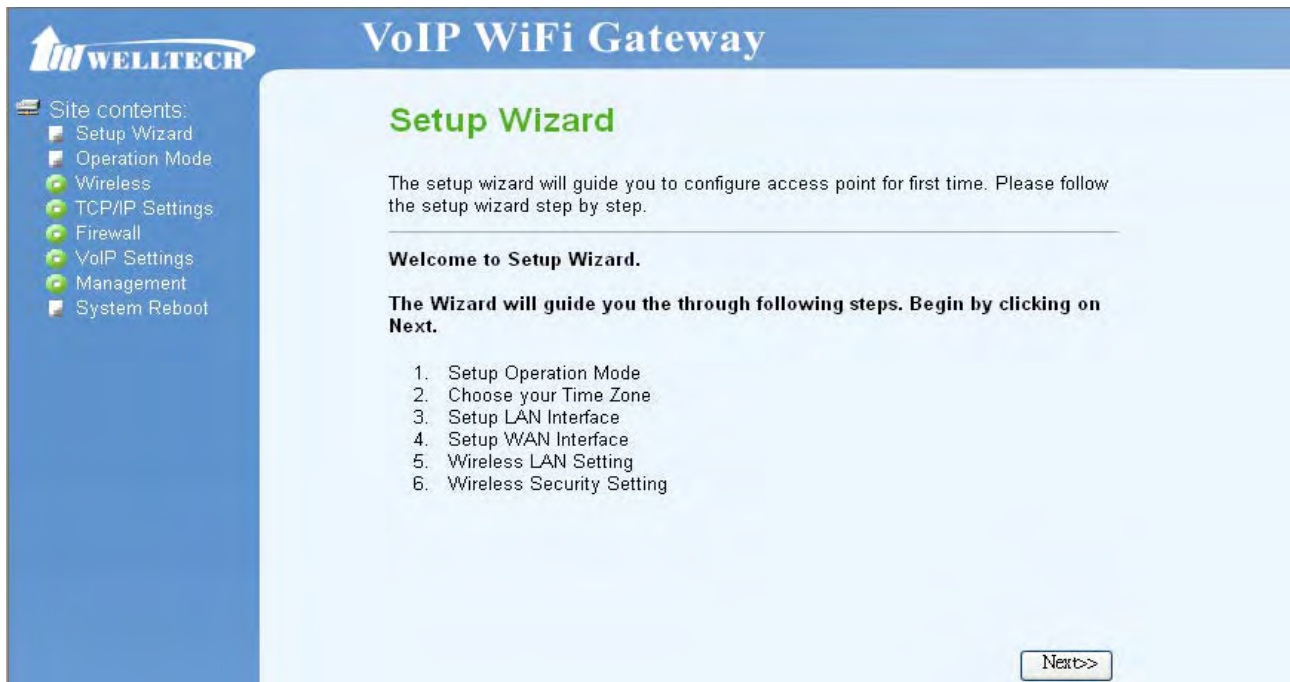 WELLTECH
VoIP WiFi Gateway
Site contents:
Setup Wizard
Operation Mode
Wireless
TCP/IP Settings
Firewall
VoIP Settings
Management
System Reboot
Setup Wizard
The setup wizard will guide you to configure access point for first time. Please follow
the setup wizard step by step.
Welcome to Setup Wizard.
The Wizard will guide you the through following steps. Begin by clicking on
Next.
1. Setup Operation Mode
2. Choose your Time Zone
3. Setup LAN Interface
4. Setup WAN Interface
5. Wireless LAN Setting
6. Wireless Security Setting
Next>>